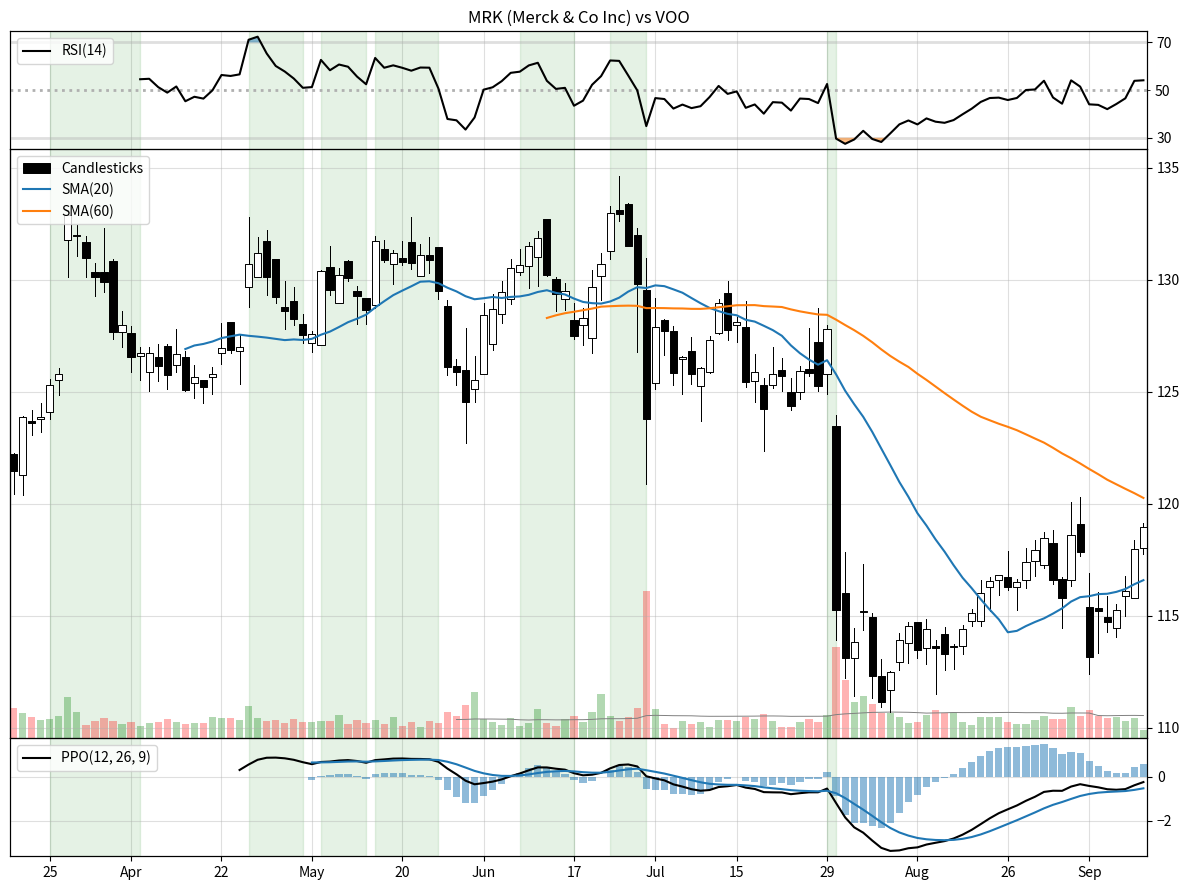 MRK (Merck & Co Inc) vs VOO
RSI(14)
70
50
30
Candlesticks
SMA(20)
SMA(60)
135
130
125
120
115
110
PPO(12, 26, 9)
0
−2
25 Apr 22 May 20 Jun 17 Jul 15 29 Aug 26 Sep